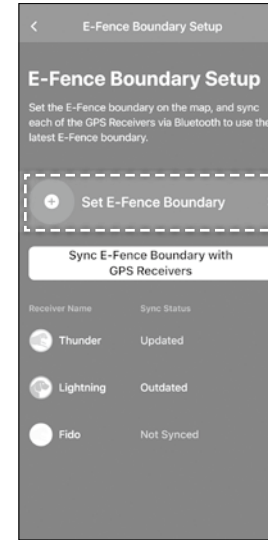 E-Fence Boundary Setup
E-Fence Boundary Setup
Set the E-Fence boundary on the map, and sync
each of the GPS Receivers via Bluetooth to use the
latest E-Fence boundary.
Set E-Fence Boundary
Sync E-Fence Boundary with
GPS Receivers
Receiver Name Sync Status
Thunder Updated
Lightning Outdated
Fido Not Synced